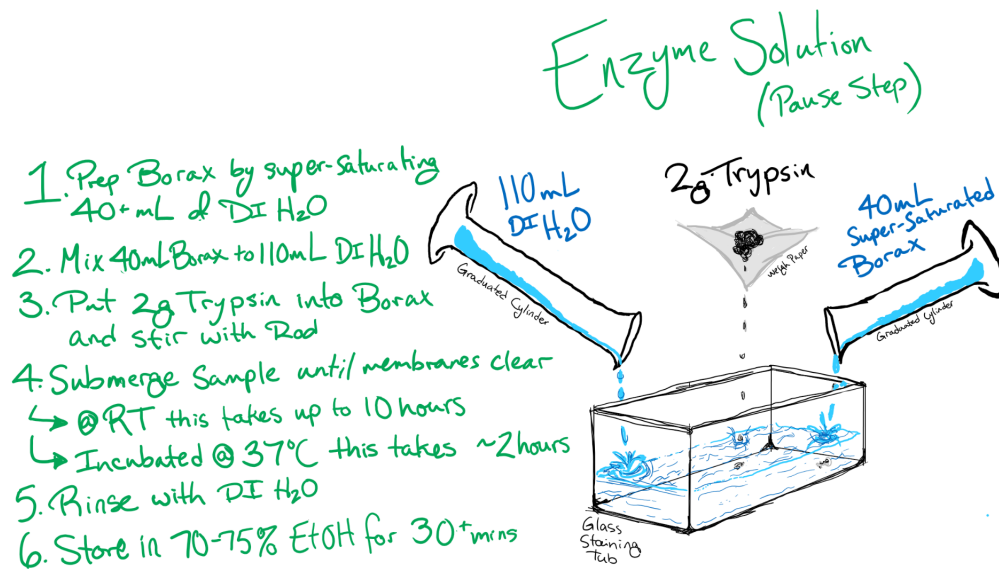 Enzyme Solution
(Pause Step)
1. Prep Borax by super-saturating
40+ mL of DI H2O
2. Mix 40mL Borax to 110mL DI H2O
3. Put 2g Trypsin into Borax
and stir with Rod
4. Submerge Sample until membranes clear
↳ @RT this takes up to 10 hours
↳ Incubated @ 37°C this takes ~2hours
5. Rinse with DI H2O
6. Store in 70-75% EtOH for 30+ mins
110mL
DI H2O
Graduated Cylinder
2g Trypsin
Weigh Paper
40mL
Super-Saturated
Borax
Graduated Cylinder
Glass
Staining
Tub